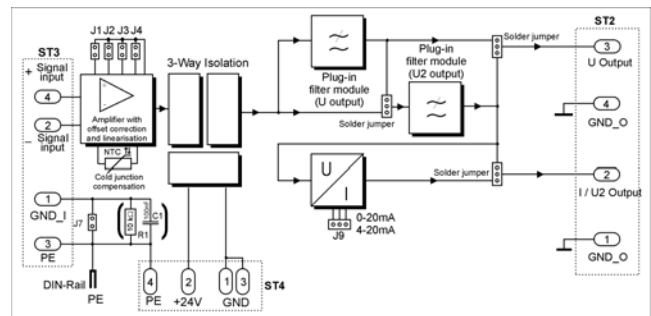 J1 J2 J3 J4
ST3
+ Signal
input
4
2
_ Signal
input
Amplifier with
offset correction and
linearisation
NTC
Cold junction
compensation
3-Way Isolation
Plug-in
filter module
(U output)
Solder jumper
Plug-in
filter module
(U2 output)
Solder jumper
ST2
3
U Output
4
GND_O
Solder jumper
2
I / U2 Output
1
GND_O
U
I
0-20mA
4-20mA
J9
1
GND_I
J7
R1
C1
3
PE
DIN-Rail
PE
4
2
1
3
ST4
PE
+24V
GND